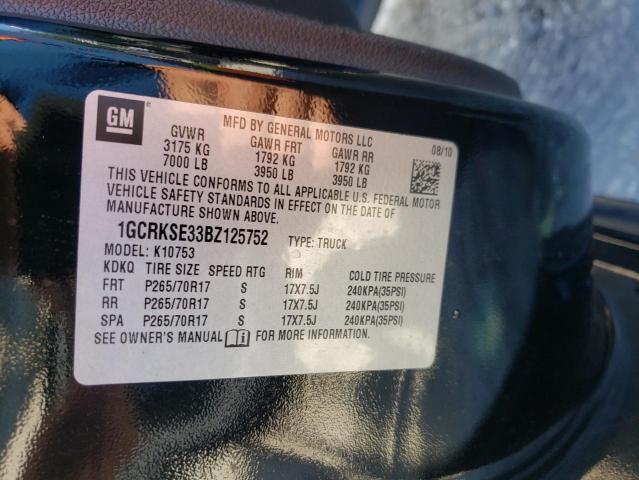 GM
MFD BY GENERAL MOTORS LLC
08/10
GVWR GAWR FRT GAWR RR
3175 KG 1792 KG 1792 KG
7000 LB 3950 LB 3950 LB
THIS VEHICLE CONFORMS TO ALL APPLICABLE U.S. FEDERAL MOTOR
VEHICLE SAFETY STANDARDS IN EFFECT ON THE DATE OF
MANUFACTURE SHOWN ABOVE.
1GCRKSE33BZ125752 TYPE: TRUCK
MODEL: K10753
KDKQ TIRE SIZE SPEED RTG RIM COLD TIRE PRESSURE
FRT P265/70R17 S 17X7.5J 240KPA(35PSI)
RR P265/70R17 S 17X7.5J 240KPA(35PSI)
SPA P265/70R17 S 17X7.5J 240KPA(35PSI)
SEE OWNER'S MANUAL FOR MORE INFORMATION.